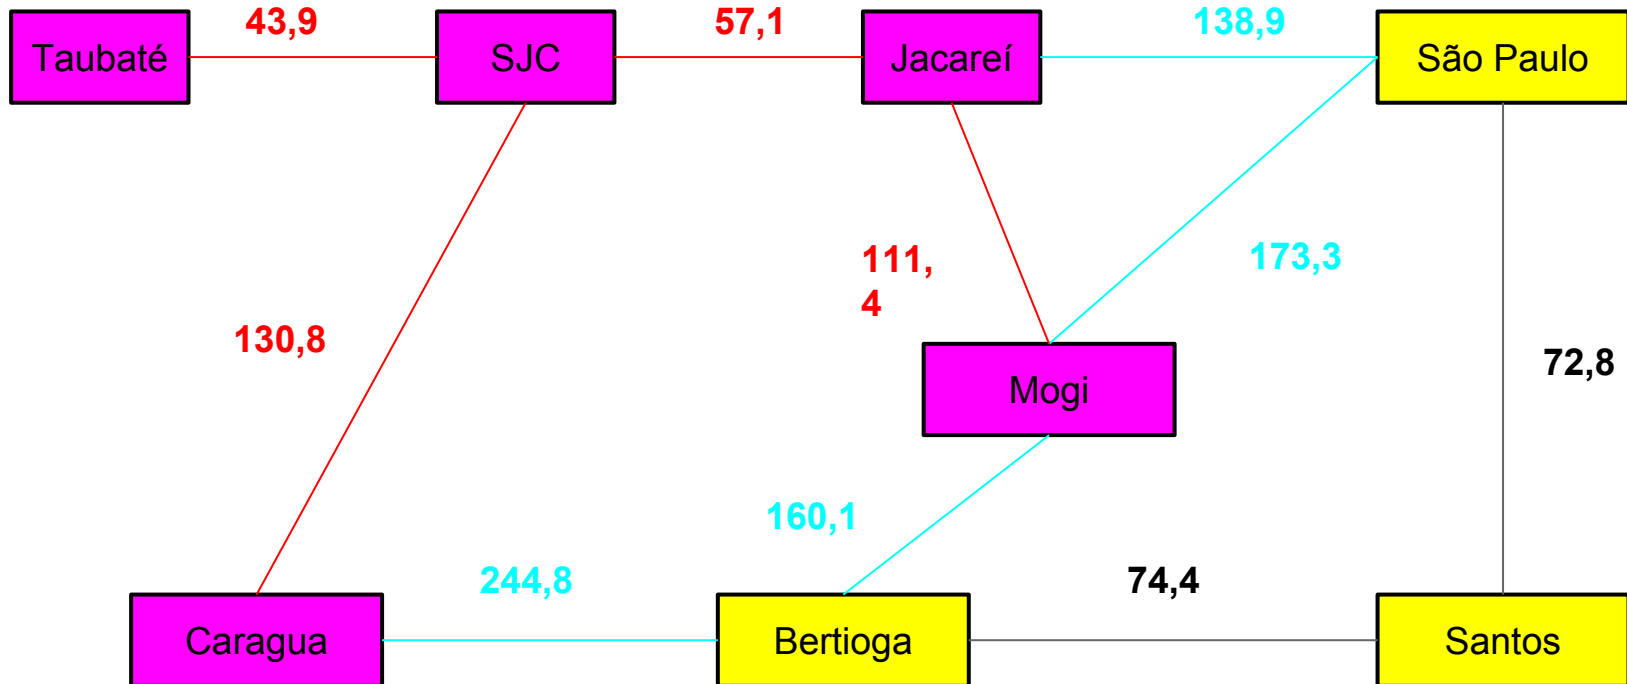 43,9
57,1
138,9
Taubaté
SJC
Jacareí
São Paulo
111,
4
173,3
130,8
72,8
Mogi
160,1
244,8
74,4
Caragua
Bertioga
Santos